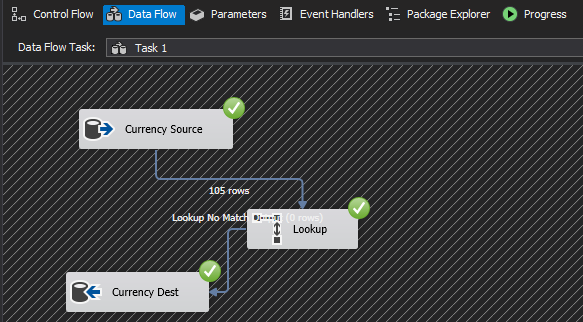 Control Flow Data Flow Parameters Event Handlers Package Explorer Progress
Data Flow Task: Task 1
Currency Source
105 rows
Lookup No Match Output (0 rows)
Lookup
Currency Dest